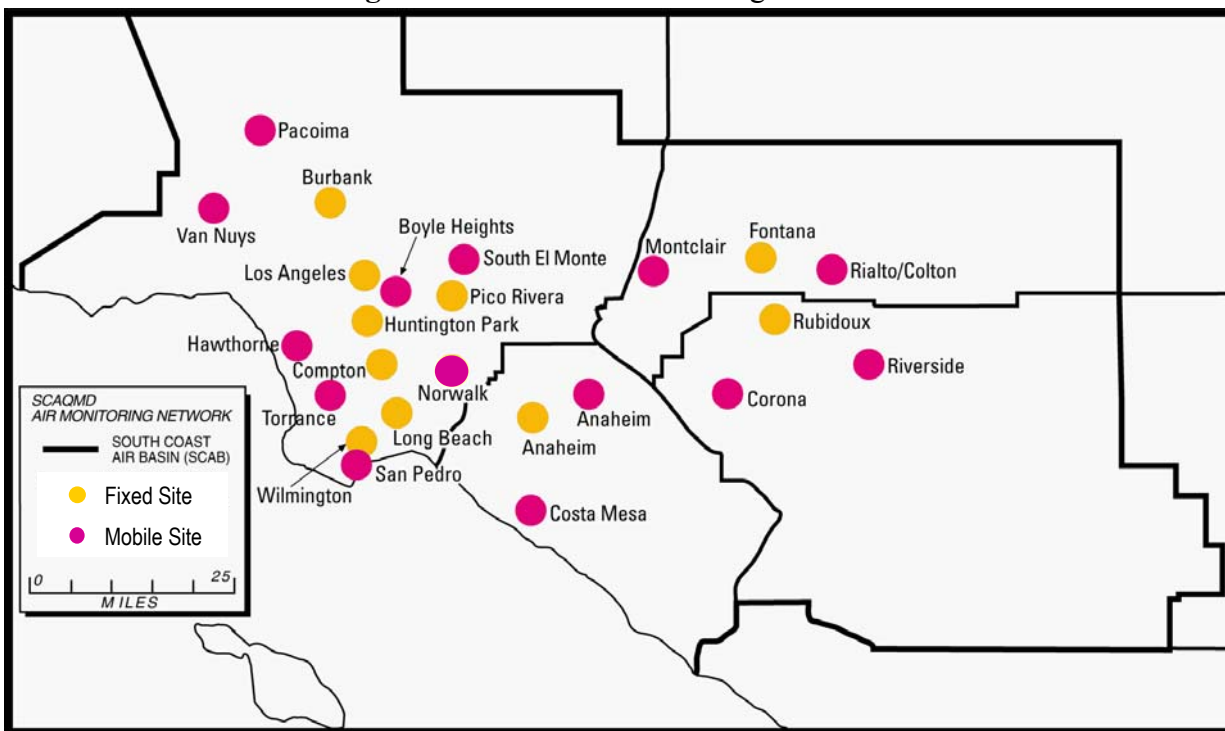 Pacoima
Burbank
Van Nuys
Boyle Heights
South El Monte
Los Angeles
Pico Rivera
Huntington Park
Montclair
Fontana
Rialto/Colton
Rubidoux
Hawthorne
Compton
Norwalk
Riverside
Torrance
Anaheim
Corona
Long Beach
Anaheim
San Pedro
Wilmington
Costa Mesa
SCAQMD
AIR MONITORING NETWORK
SOUTH COAST
AIR BASIN (SCAB)
Fixed Site
Mobile Site
0 25
MILES